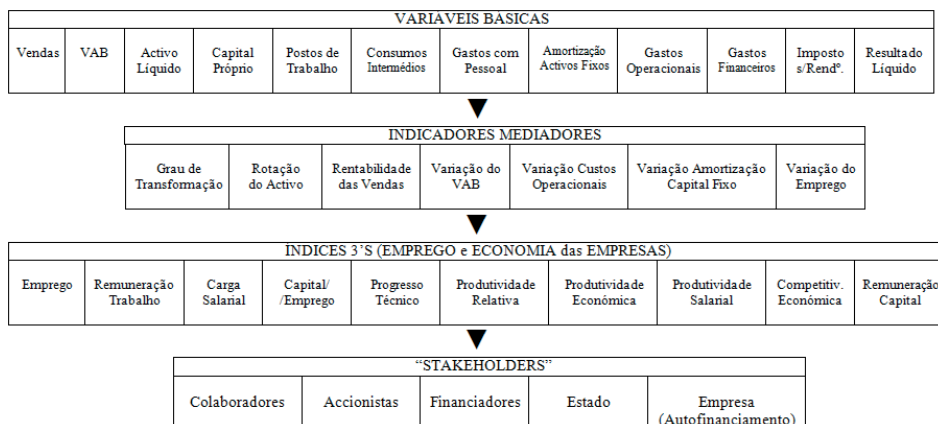 VARIÁVEIS BÁSICAS
Vendas
VAB
Activo
Líquido
Capital
Próprio
Postos de
Trabalho
Consumos
Intermédios
Gastos com
Pessoal
Amortização
Activos Fixos
Gastos
Operacionais
Gastos
Financeiros
Imposto
s/Rendº.
Resultado
Líquido
INDICADORES MEDIADORES
Grau de
Transformação
Rotação
do Activo
Rentabilidade
das Vendas
Variação do
VAB
Variação Custos
Operacionais
Variação Amortização
Capital Fixo
Variação do
Emprego
ÍNDICES 3’S (EMPREGO e ECONOMIA das EMPRESAS)
Emprego
Remuneração
Trabalho
Carga
Salarial
Capital/
/Emprego
Progresso
Técnico
Produtividade
Relativa
Produtividade
Económica
Produtividade
Salarial
Competitiv.
Económica
Remuneração
Capital
“STAKEHOLDERS”
Colaboradores
Accionistas
Financiadores
Estado
Empresa
(Autofinanciamento)